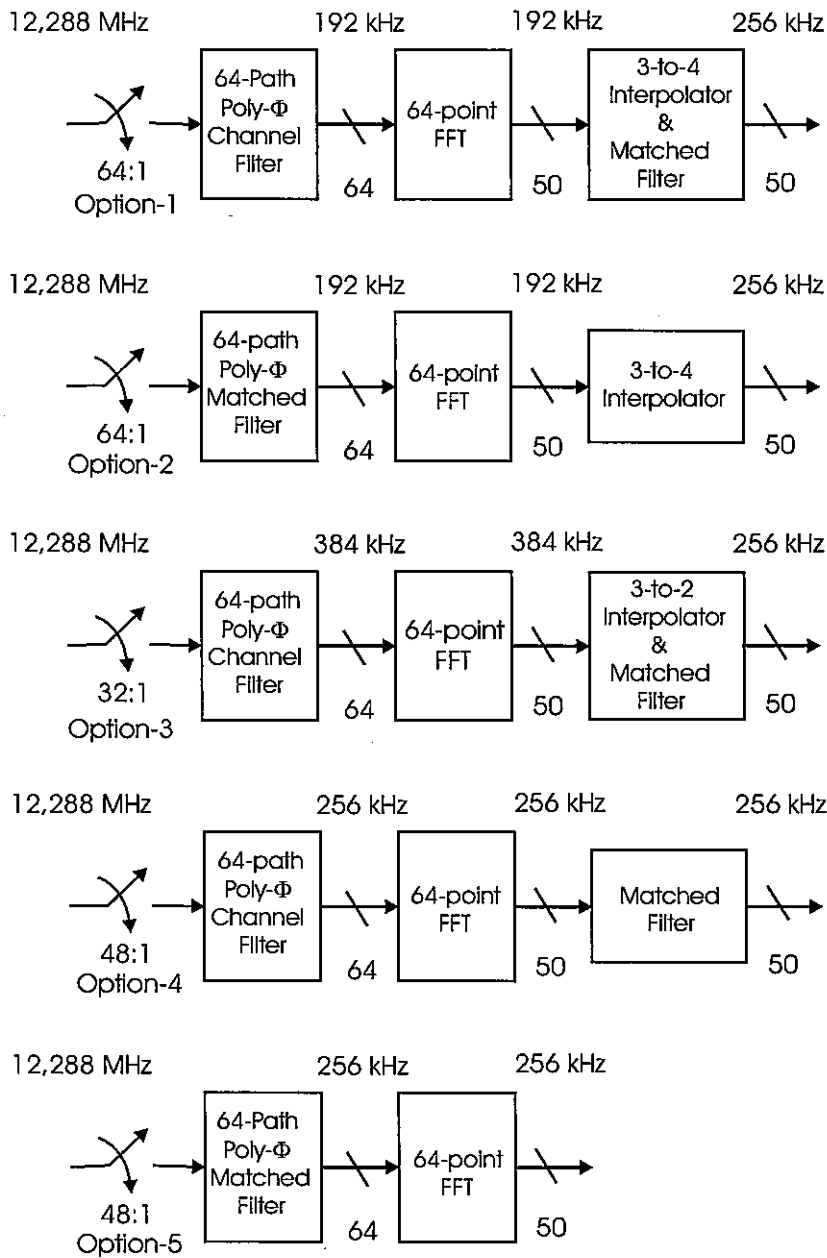 12,288 MHz 192 kHz 192 kHz 256 kHz
64-Path
Poly-Φ
Channel
Filter
64-point
FFT
3-to-4
Interpolator
&
Matched
Filter
64:1
Option-1
64
50
50
12,288 MHz 192 kHz 192 kHz 256 kHz
64-path
Poly-Φ
Matched
Filter
64-point
FFT
3-to-4
Interpolator
64:1
Option-2
64
50
50
12,288 MHz 384 kHz 384 kHz 256 kHz
64-path
Poly-Φ
Channel
Filter
64-point
FFT
3-to-2
Interpolator
&
Matched
Filter
32:1
Option-3
64
50
50
12,288 MHz 256 kHz 256 kHz 256 kHz
64-path
Poly-Φ
Channel
Filter
64-point
FFT
Matched
Filter
48:1
Option-4
64
50
50
12,288 MHz 256 kHz 256 kHz
64-Path
Poly-Φ
Matched
Filter
64-point
FFT
48:1
Option-5
64
50